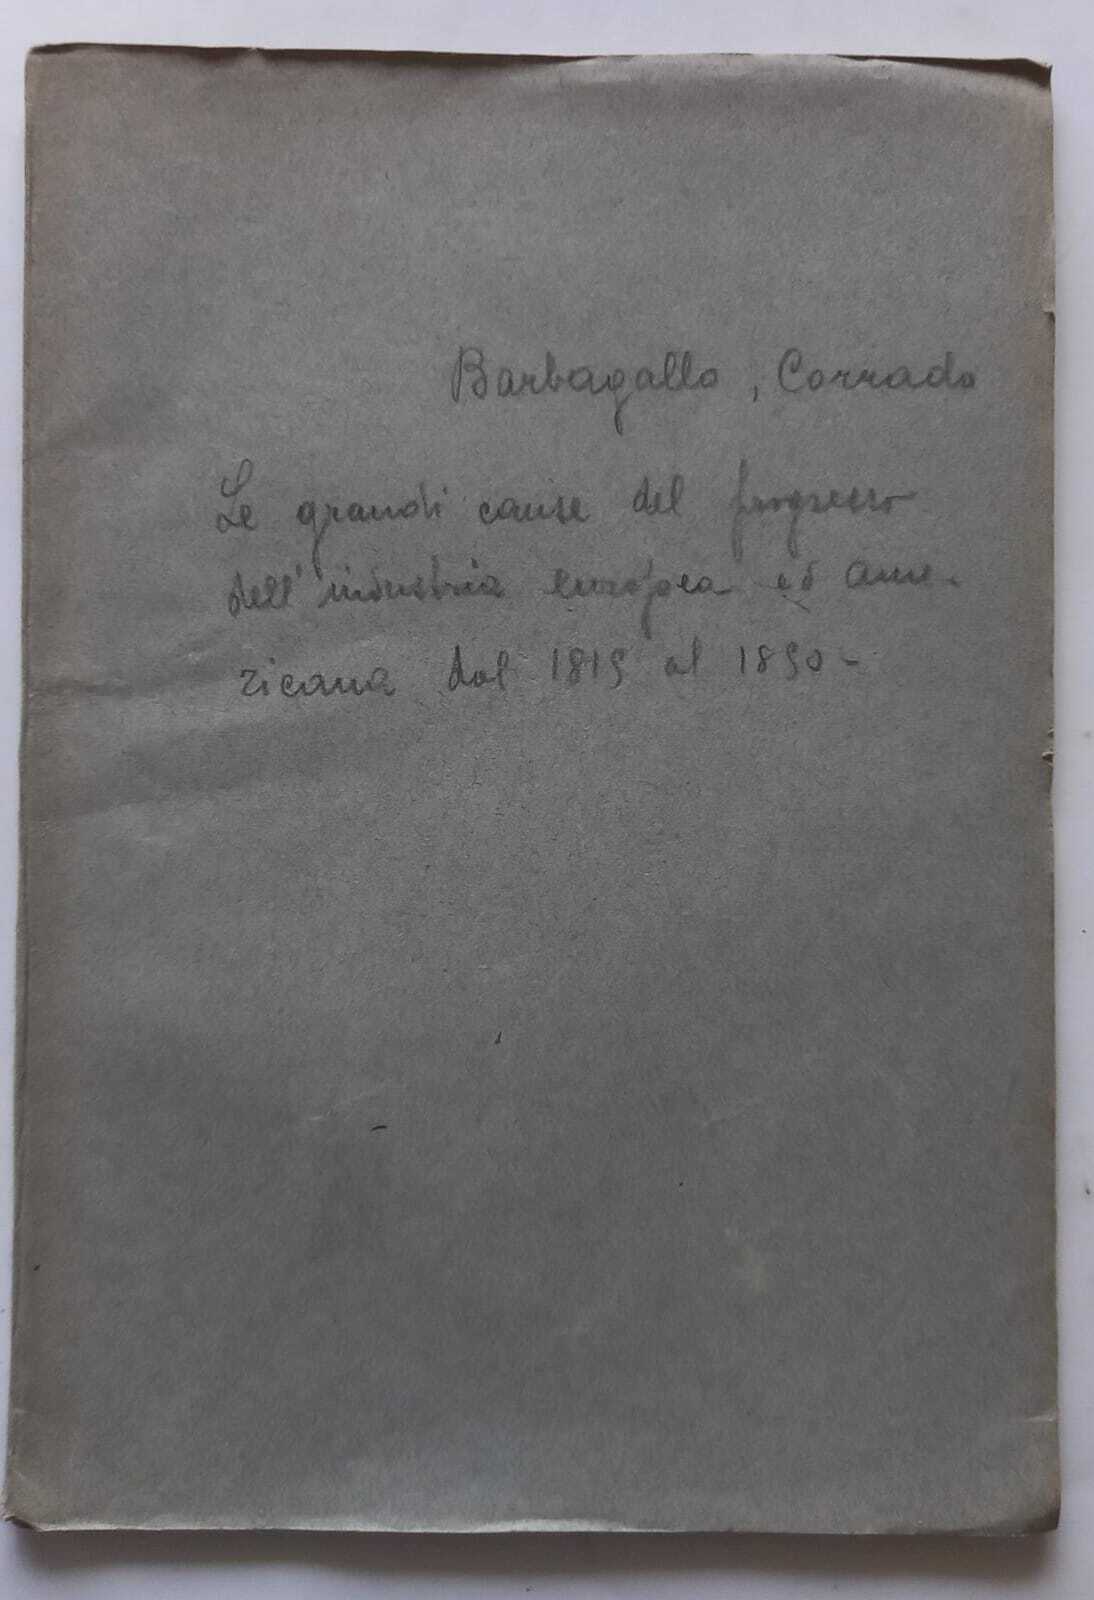 Barbagallo, Corrado
Le grandi cause del progresso
dell'industria europea ed ame-
ricana dal 1815 al 1850-